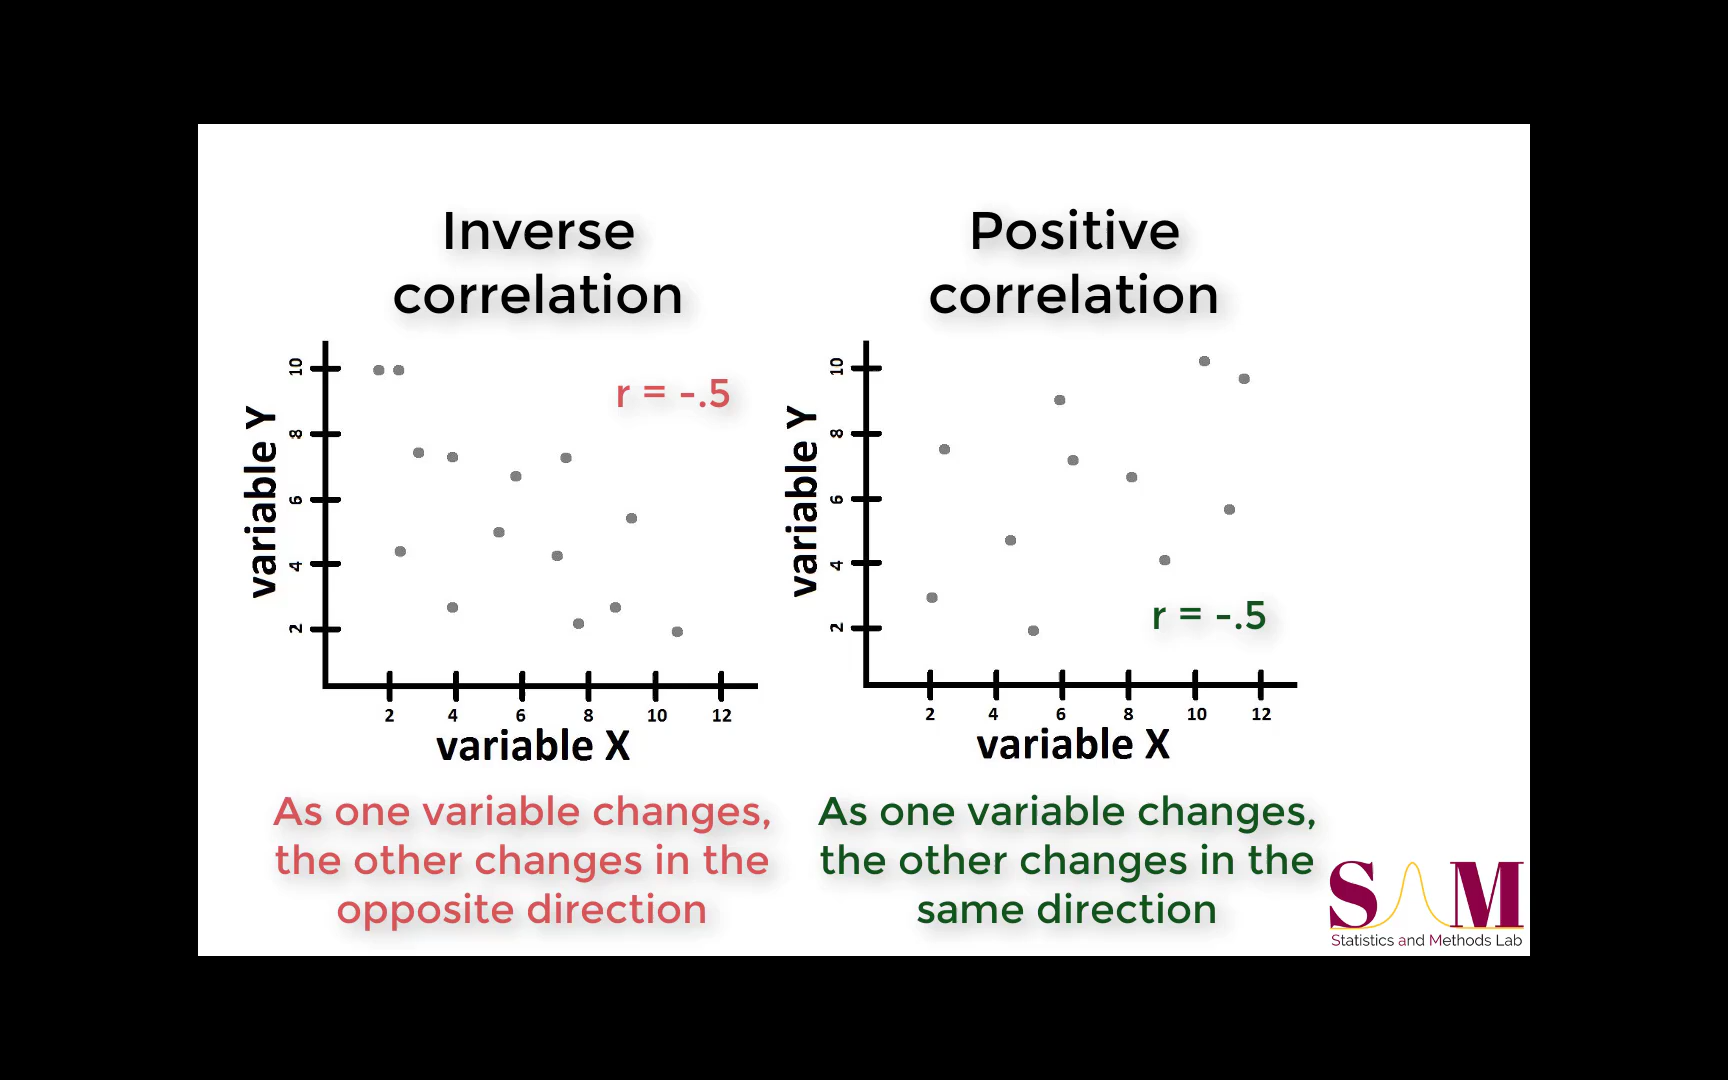 Inverse
correlation
Positive
correlation
10
8
6
4
2
variable Y
r = -.5
2 4 6 8 10 12
variable X
10
8
6
4
2
variable Y
r = -.5
2 4 6 8 10 12
variable X
As one variable changes,
the other changes in the
opposite direction
As one variable changes,
the other changes in the
same direction
SAM
Statistics and Methods Lab